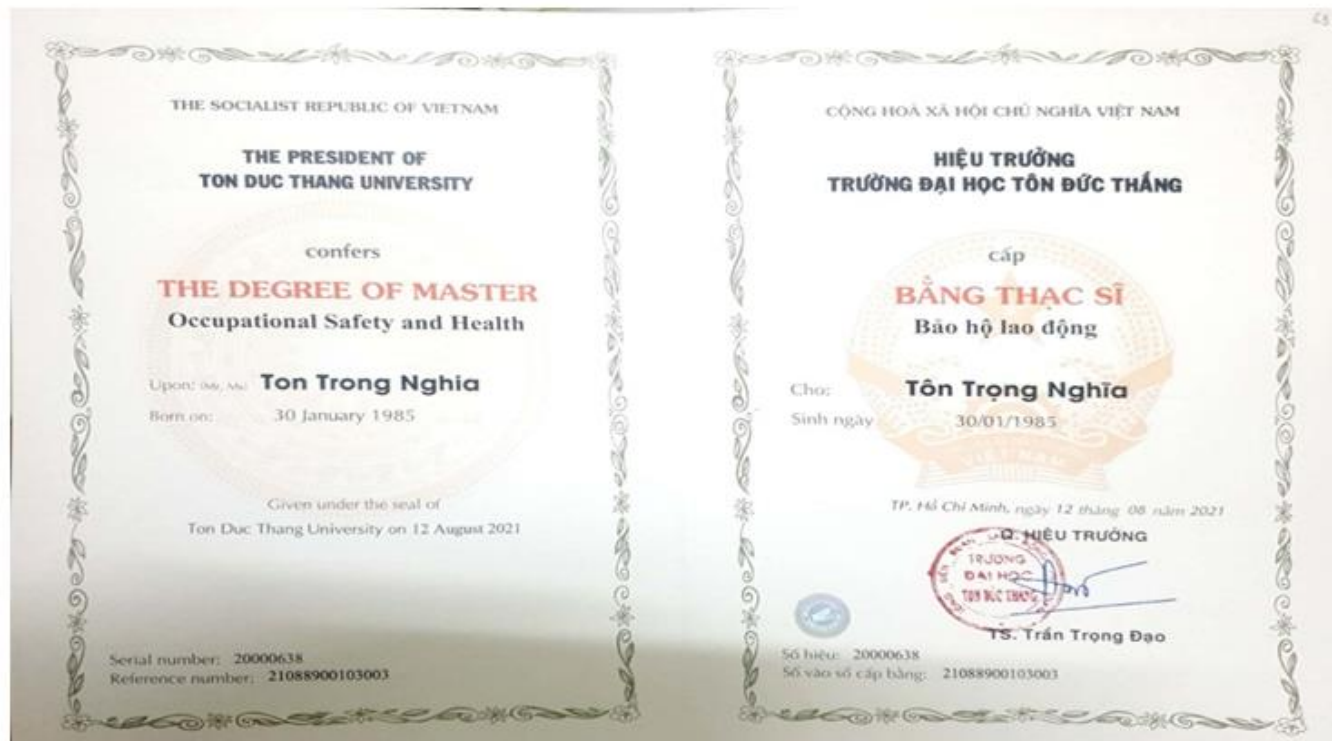 THE SOCIALIST REPUBLIC OF VIETNAM
THE PRESIDENT OF
TON DUC THANG UNIVERSITY
confers
THE DEGREE OF MASTER
Occupational Safety and Health
Upon: (Mr, Ms) Ton Trong Nghia
Born on: 30 January 1985
Given under the seal of
Ton Duc Thang University on 12 August 2021
Serial number: 20000638
Reference number: 21088900103003
CỘNG HOÀ XÃ HỘI CHỦ NGHĨA VIỆT NAM
HIỆU TRƯỞNG
TRƯỜNG ĐẠI HỌC TÔN ĐỨC THẮNG
cấp
BẰNG THẠC SĨ
Bảo hộ lao động
Cho: Tôn Trọng Nghĩa
Sinh ngày 30/01/1985
VIỆT NAM
TP. Hồ Chí Minh, ngày 12 tháng 08 năm 2021
Q. HIỆU TRƯỞNG
TRƯỜNG
ĐẠI HỌC
TÔN ĐỨC THẮNG
TS. Trần Trọng Đạo
Số hiệu: 20000638
Số vào sổ cấp bằng: 21088900103003